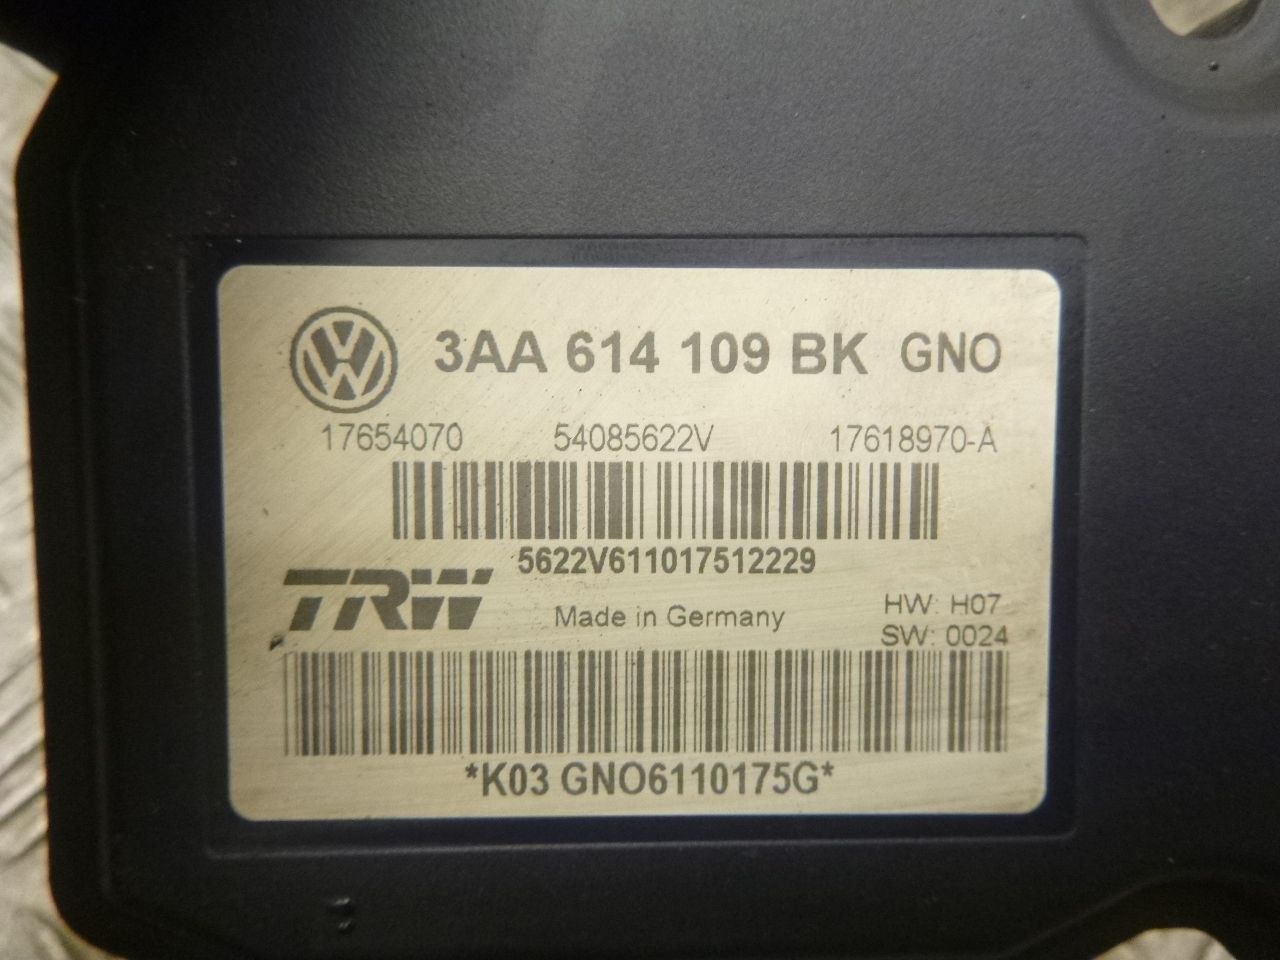 3AA 614 109 BK GNO
17654070 54085622V 17618970-A
5622V611017512229
TRW
Made in Germany
HW: H07
SW: 0024
*K03 GNO6110175G*